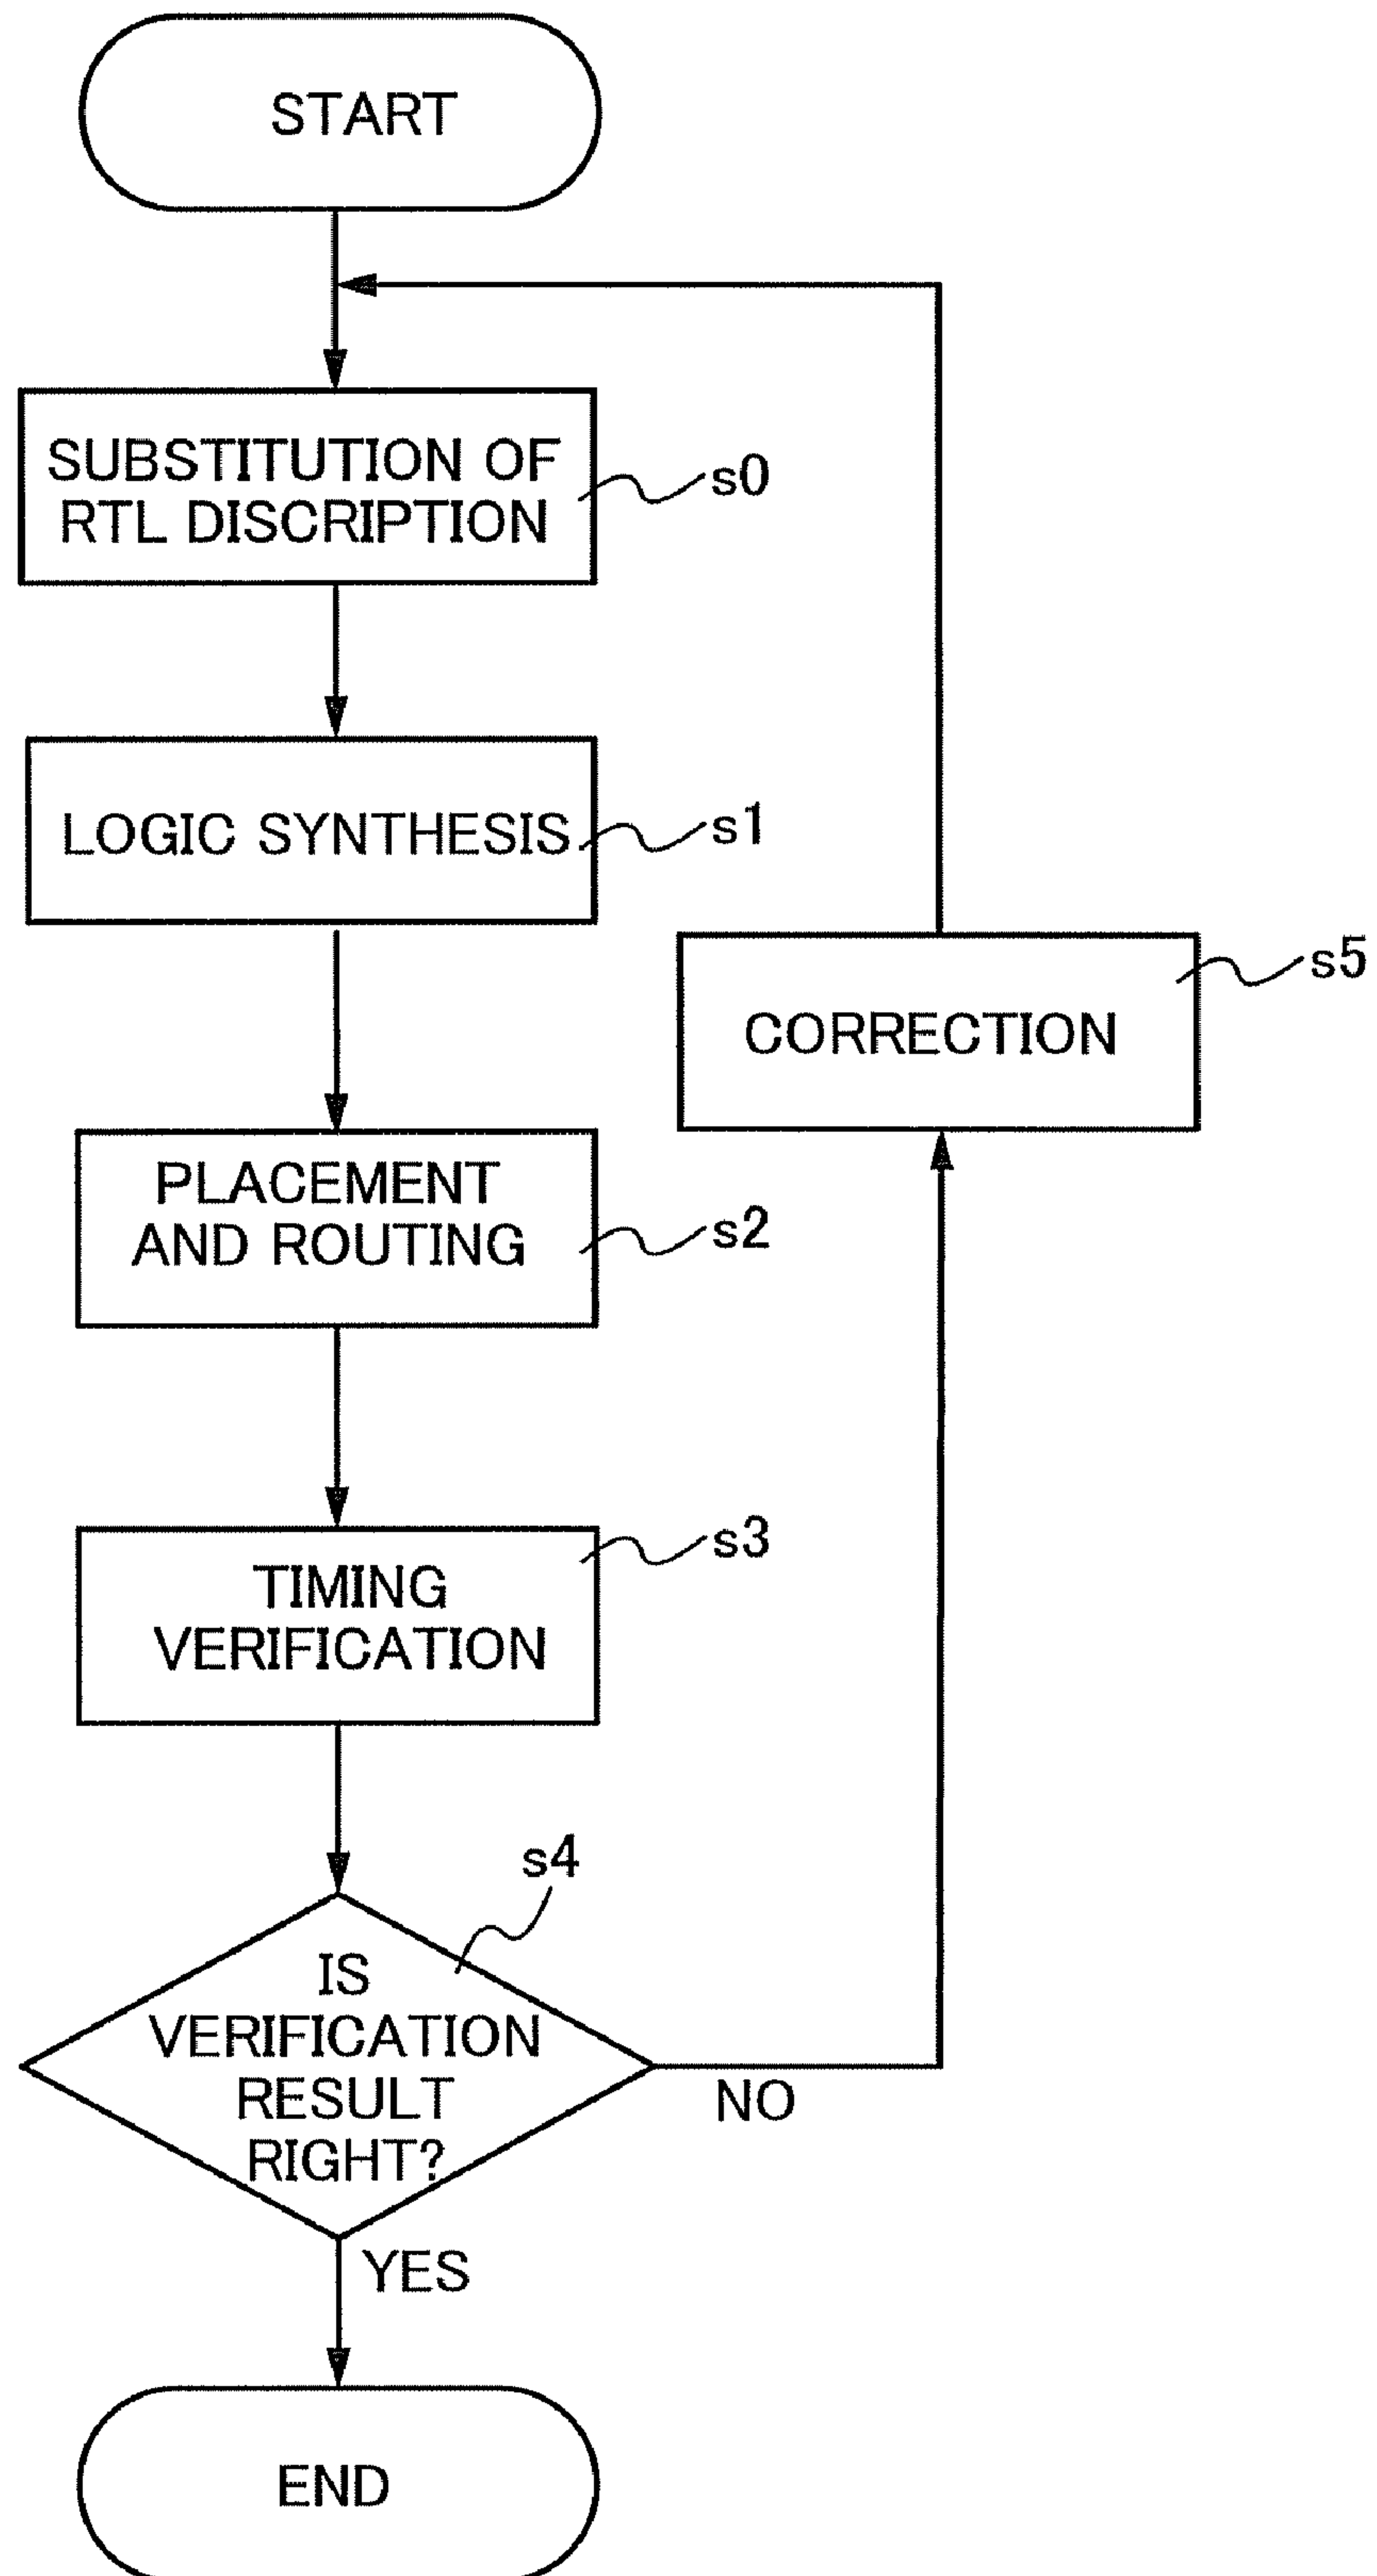 START
SUBSTITUTION OF
RTL DISCRIPTION
s0
LOGIC SYNTHESIS
s1
CORRECTION
s5
PLACEMENT
AND ROUTING
s2
TIMING
VERIFICATION
s3
s4
IS
VERIFICATION
RESULT
RIGHT?
NO
YES
END